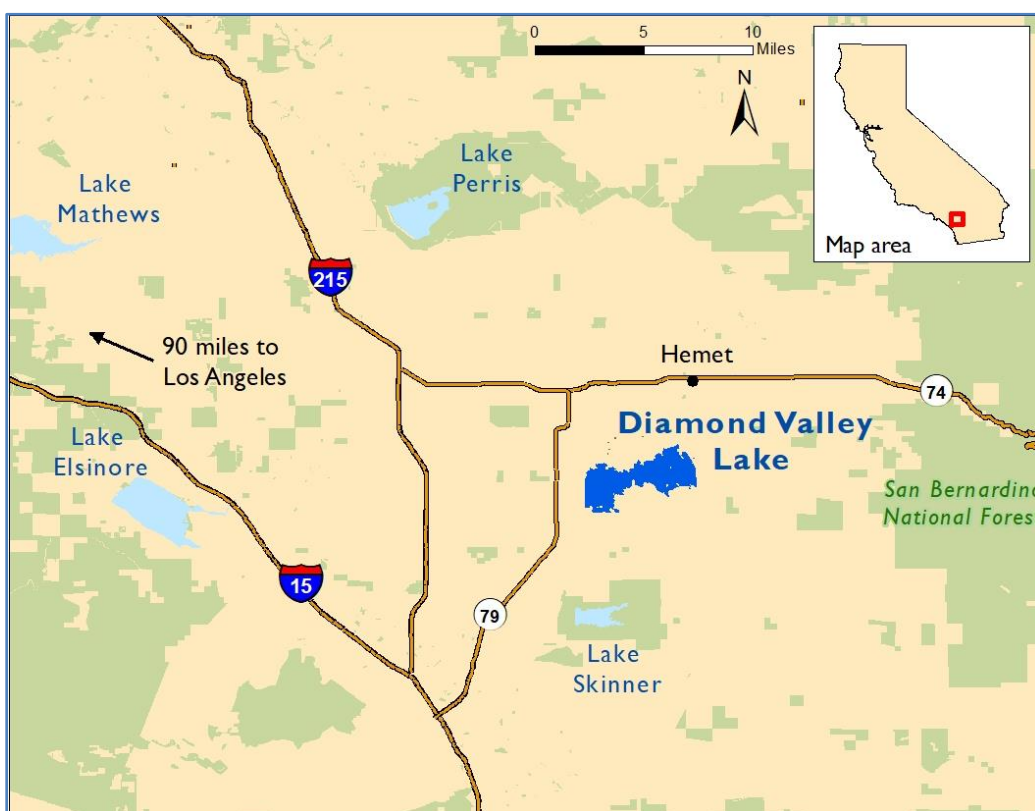 0 5 10
Miles
N
Lake
Perris
Lake
Mathews
Map area
215
90 miles to
Los Angeles
Hemet
74
Diamond Valley
Lake
Lake
Elsinore
San Bernardino
National Forest
15
79
Lake
Skinner